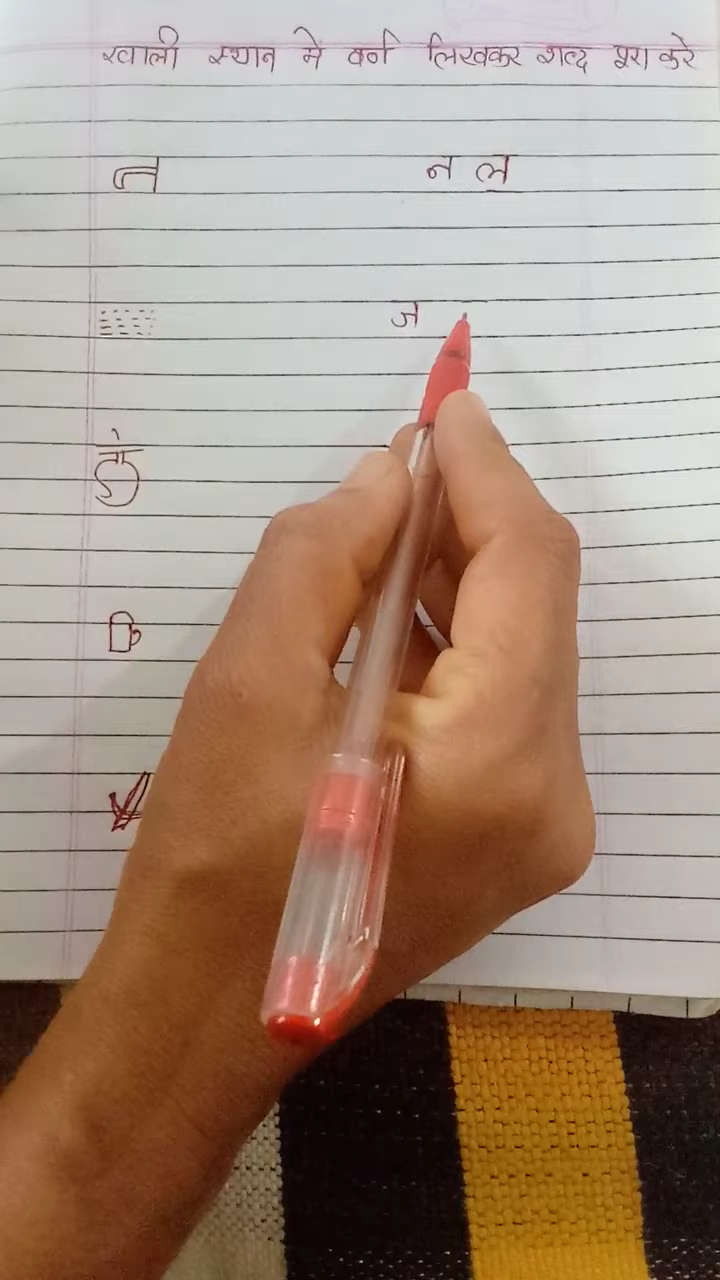 खाली स्थान मे वर्न लिखकर शब्द पूरा करे
न ल
ज